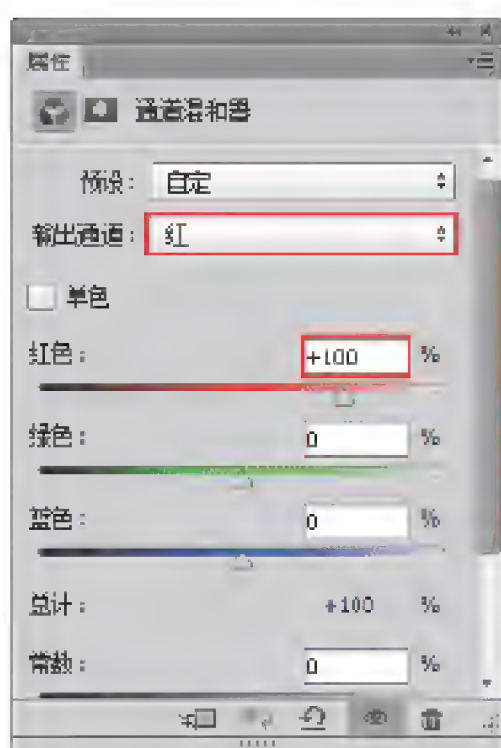 属性
通道混和器
预设： 自定
输出通道： 红
单色
红色： +100 %
绿色： 0 %
蓝色： 0 %
总计： +100 %
常数： 0 %